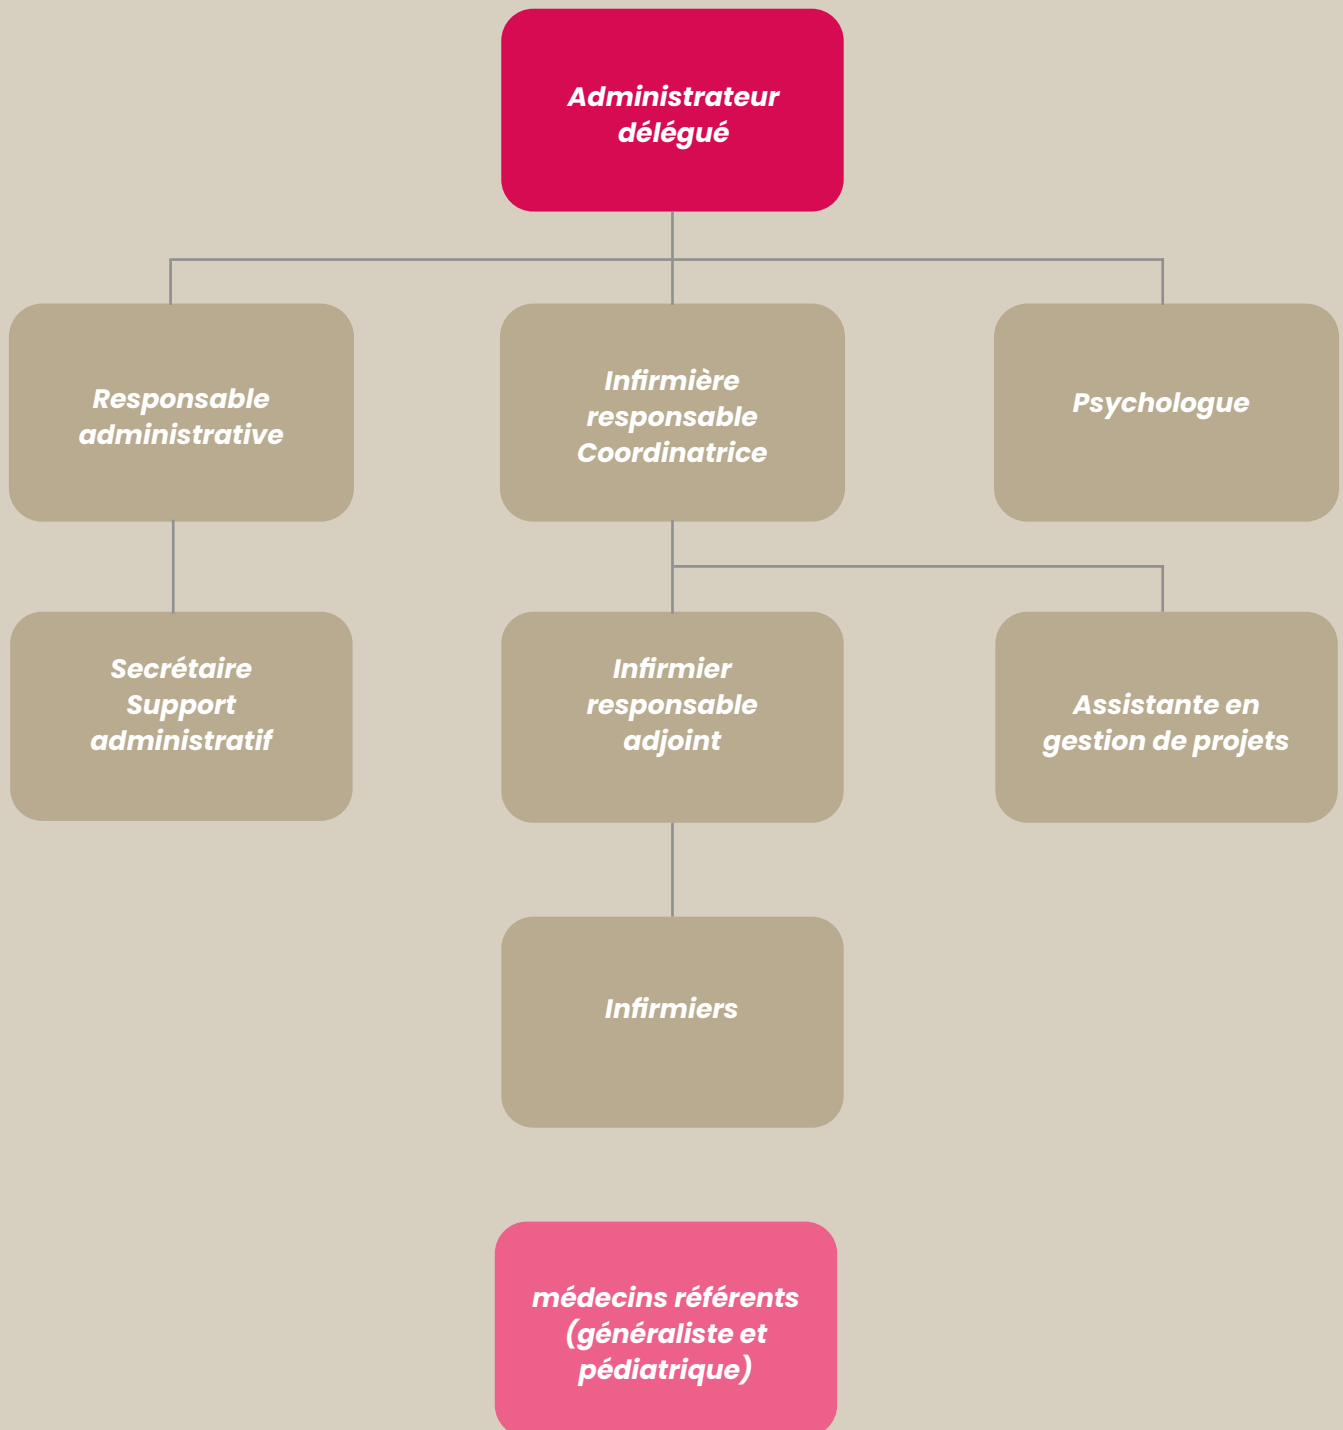 Administrateur
délégué
Responsable
administrative
Infirmière
responsable
Coordinatrice
Psychologue
Secrétaire
Support
administratif
Infirmier
responsable
adjoint
Assistante en
gestion de projets
Infirmiers
médecins référents
(généraliste et
pédiatrique)